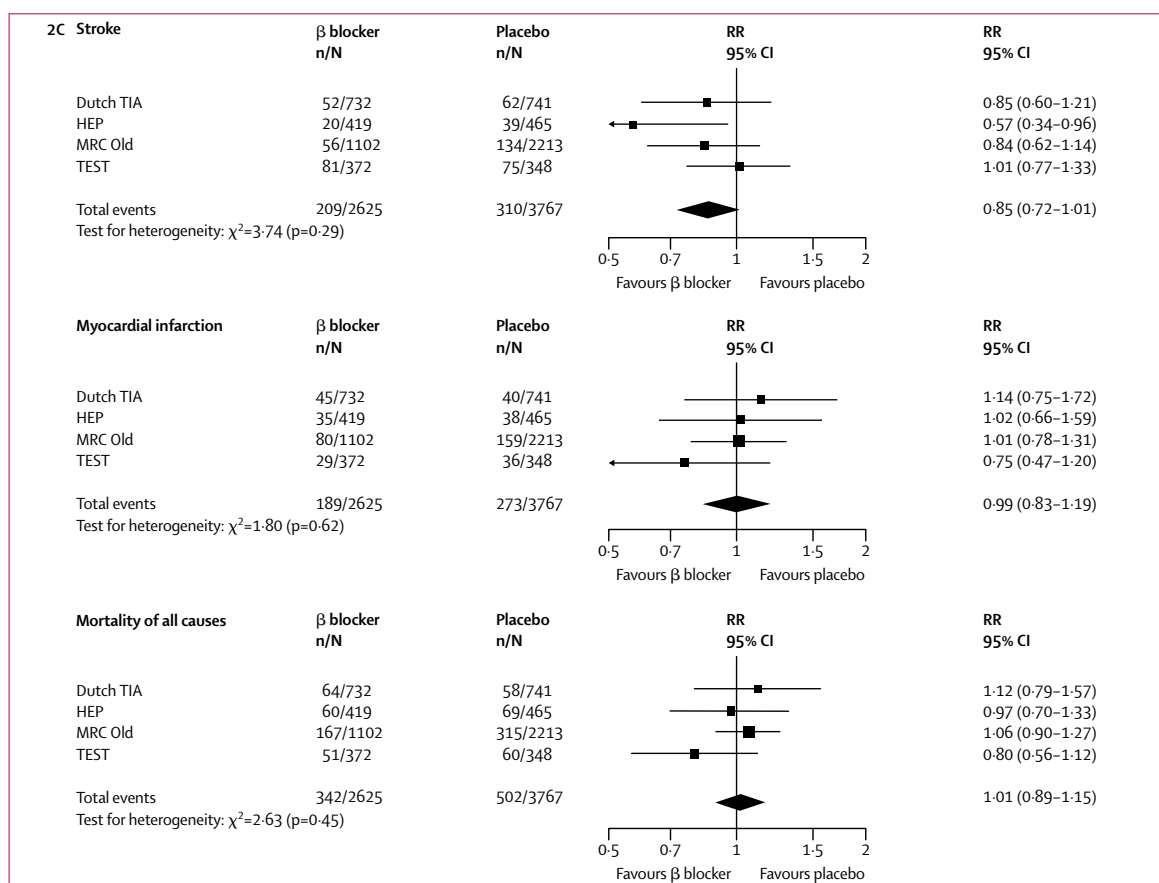 2C Stroke β blocker Placebo RR RR
n/N n/N 95% CI 95% CI
Dutch TIA 52/732 62/741 0·85 (0·60–1·21)
HEP 20/419 39/465 0·57 (0·34–0·96)
MRC Old 56/1102 134/2213 0·84 (0·62–1·14)
TEST 81/372 75/348 1·01 (0·77–1·33)
Total events 209/2625 310/3767 0·85 (0·72–1·01)
Test for heterogeneity: χ²=3·74 (p=0·29)
0·5 0·7 1 1·5 2
Favours β blocker Favours placebo
Myocardial infarction β blocker Placebo RR RR
n/N n/N 95% CI 95% CI
Dutch TIA 45/732 40/741 1·14 (0·75–1·72)
HEP 35/419 38/465 1·02 (0·66–1·59)
MRC Old 80/1102 159/2213 1·01 (0·78–1·31)
TEST 29/372 36/348 0·75 (0·47–1·20)
Total events 189/2625 273/3767 0·99 (0·83–1·19)
Test for heterogeneity: χ²=1·80 (p=0·62)
0·5 0·7 1 1·5 2
Favours β blocker Favours placebo
Mortality of all causes β blocker Placebo RR RR
n/N n/N 95% CI 95% CI
Dutch TIA 64/732 58/741 1·12 (0·79–1·57)
HEP 60/419 69/465 0·97 (0·70–1·33)
MRC Old 167/1102 315/2213 1·06 (0·90–1·27)
TEST 51/372 60/348 0·80 (0·56–1·12)
Total events 342/2625 502/3767 1·01 (0·89–1·15)
Test for heterogeneity: χ²=2·63 (p=0·45)
0·5 0·7 1 1·5 2
Favours β blocker Favours placebo